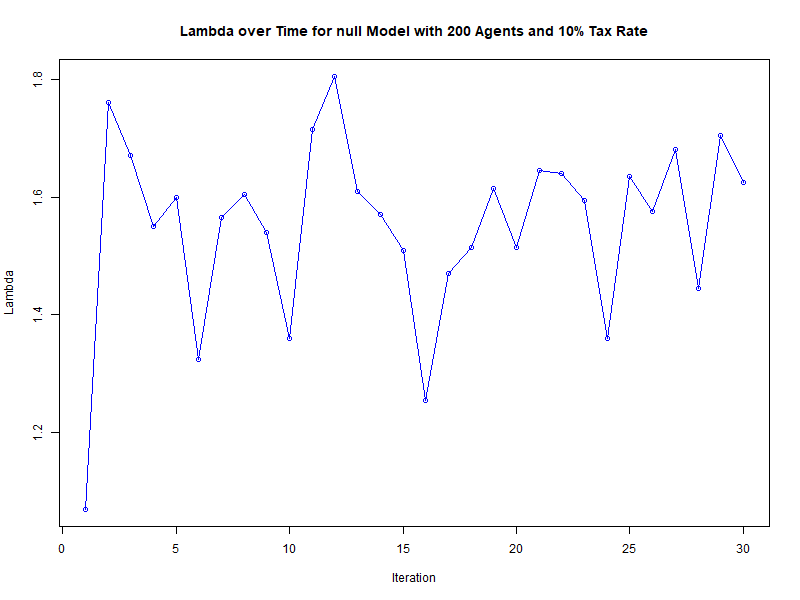 Lambda over Time for null Model with 200 Agents and 10% Tax Rate
1.8
1.6
1.4
1.2
Lambda
0 5 10 15 20 25 30
Iteration